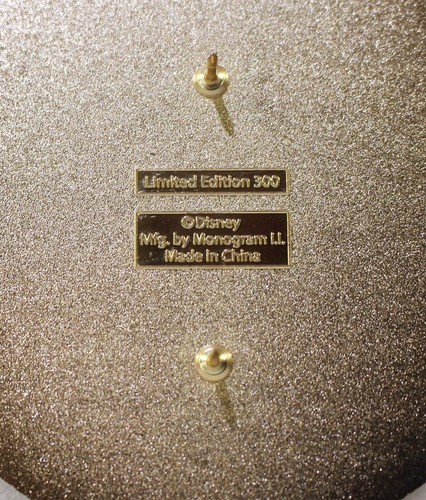 Limited Edition 300
©Disney
Mfg. by Monogram I.I.
Made in China